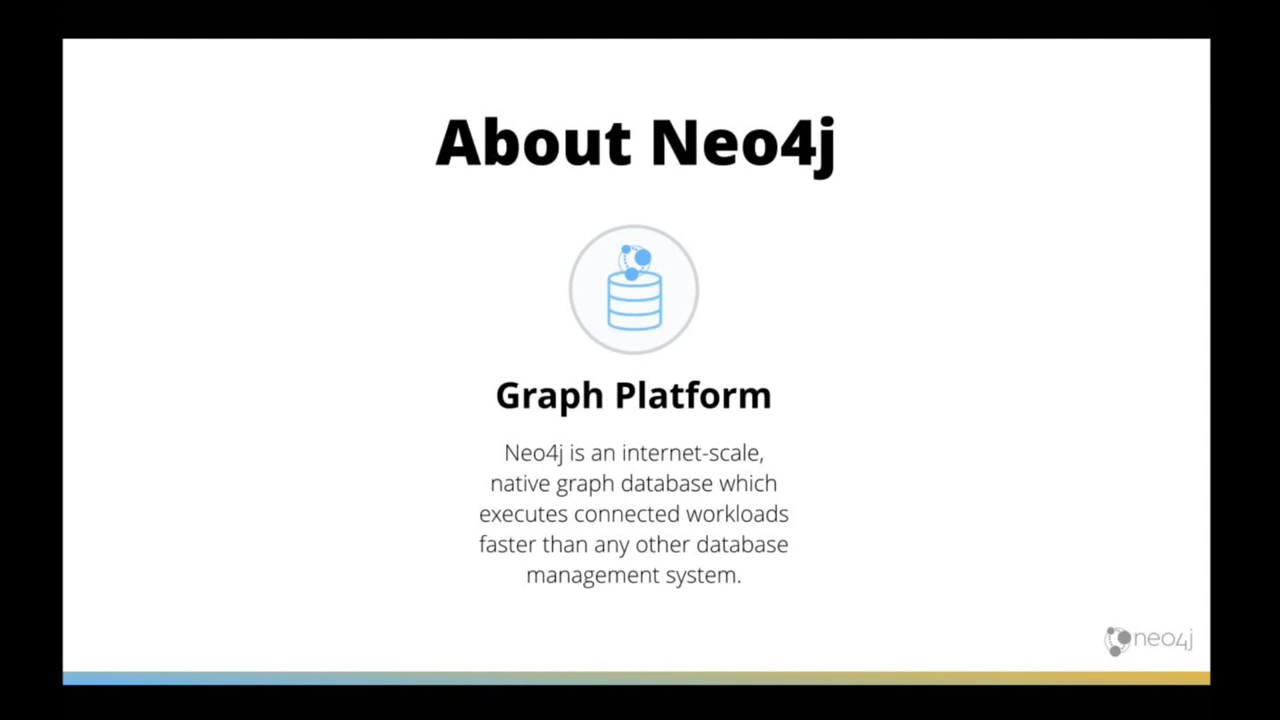 About Neo4j
Graph Platform
Neo4j is an internet-scale,
native graph database which
executes connected workloads
faster than any other database
management system.
neo4j